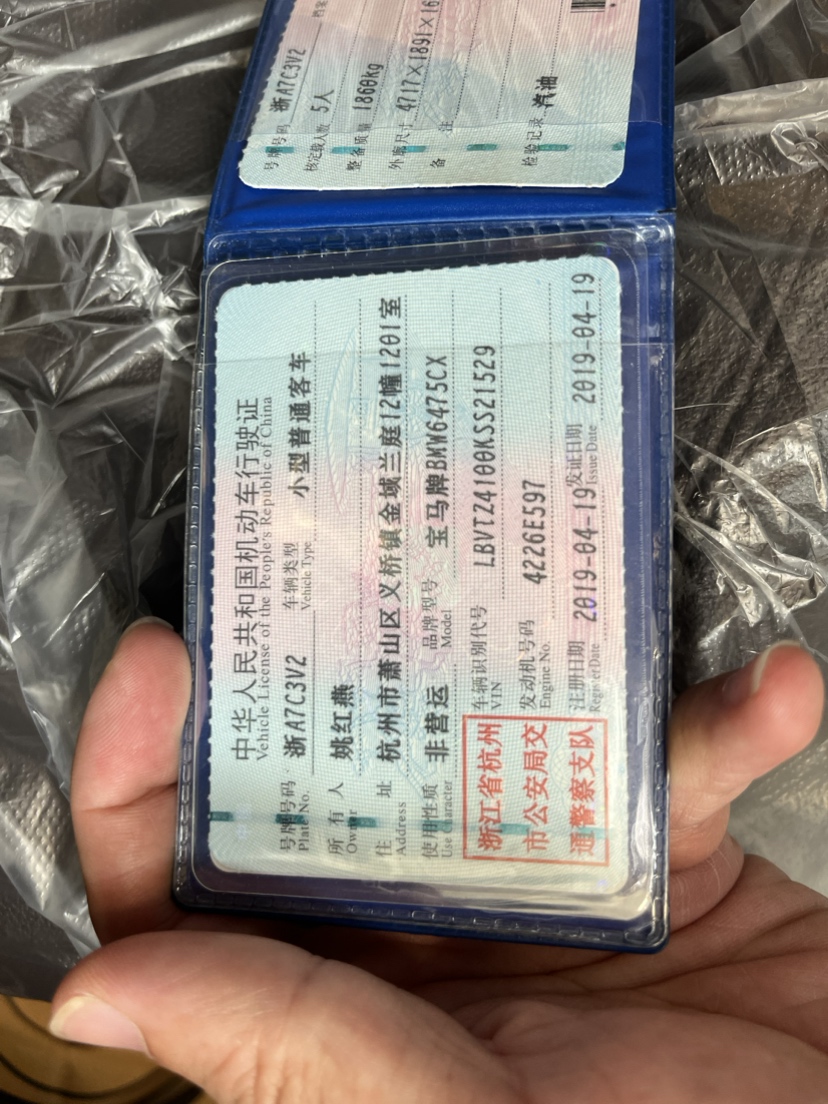 中华人民共和国机动车行驶证
Vehicle License of the People's Republic of China
号牌号码 浙A7C3V2 车辆类型 小型普通客车
Plate No. Vehicle Type
所有人 姚红燕
Owner
住址 杭州市萧山区义桥镇金域兰庭12幢1201室
Address
使用性质 非营运 品牌型号 宝马牌BMW6475CX
Use Character Model
浙江省杭州
市公安局交
通警察支队
车辆识别代号 LBVTZ4100KSS21529
VIN
发动机号码 4226E597
Engine No.
注册日期 2019-04-19 发证日期 2019-04-19
Register Date Issue Date
号牌号码 浙A7C3V2 档案
核定载人数 5人
整备质量 1860kg
外廓尺寸 4717×1891×16
备注
检验记录 汽油